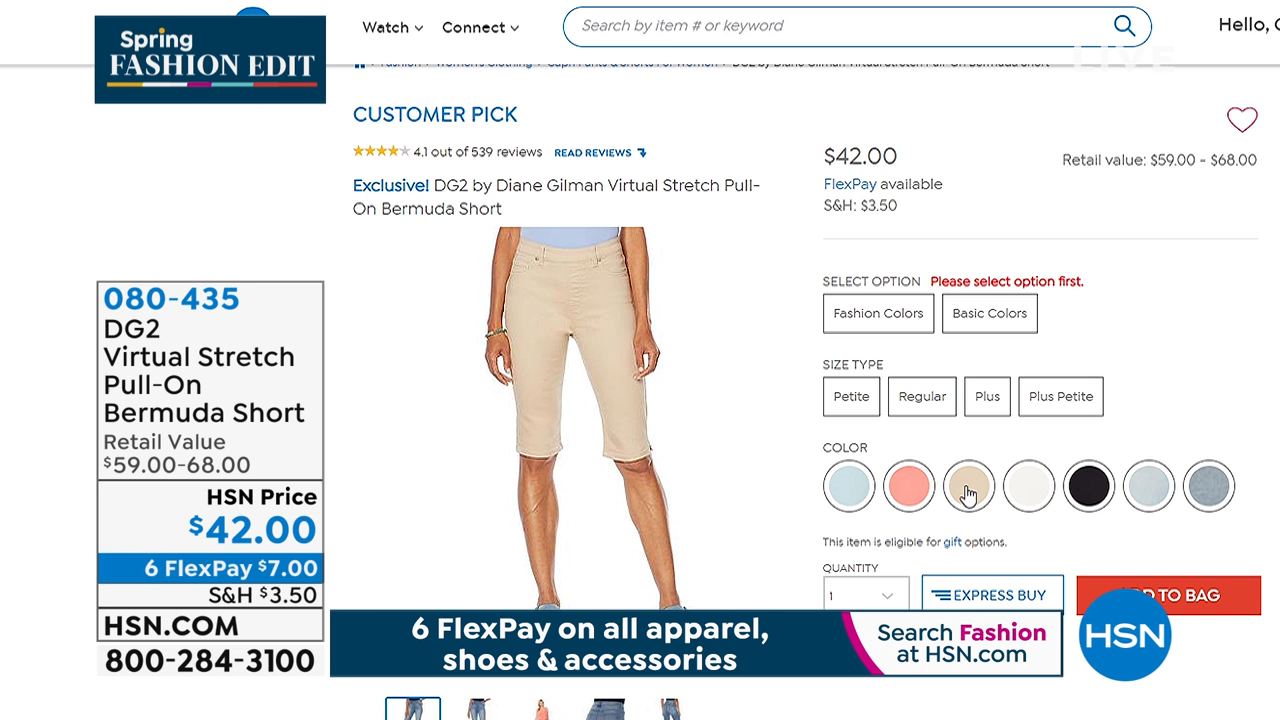 Spring
FASHION EDIT
Watch
Connect
Search by item # or keyword
Hello,
LIVE
CUSTOMER PICK
4.1 out of 539 reviews
READ REVIEWS
Exclusive! DG2 by Diane Gilman Virtual Stretch Pull-
On Bermuda Short
$42.00
Retail value: $59.00 - $68.00
FlexPay available
S&H: $3.50
SELECT OPTION Please select option first.
Fashion Colors
Basic Colors
SIZE TYPE
Petite
Regular
Plus
Plus Petite
COLOR
This item is eligible for gift options.
QUANTITY
1
EXPRESS BUY
TO BAG
080-435
DG2
Virtual Stretch
Pull-On
Bermuda Short
Retail Value
$59.00-68.00
HSN Price
$42.00
6 FlexPay $7.00
S&H $3.50
HSN.COM
800-284-3100
6 FlexPay on all apparel,
shoes & accessories
Search Fashion
at HSN.com
HSN